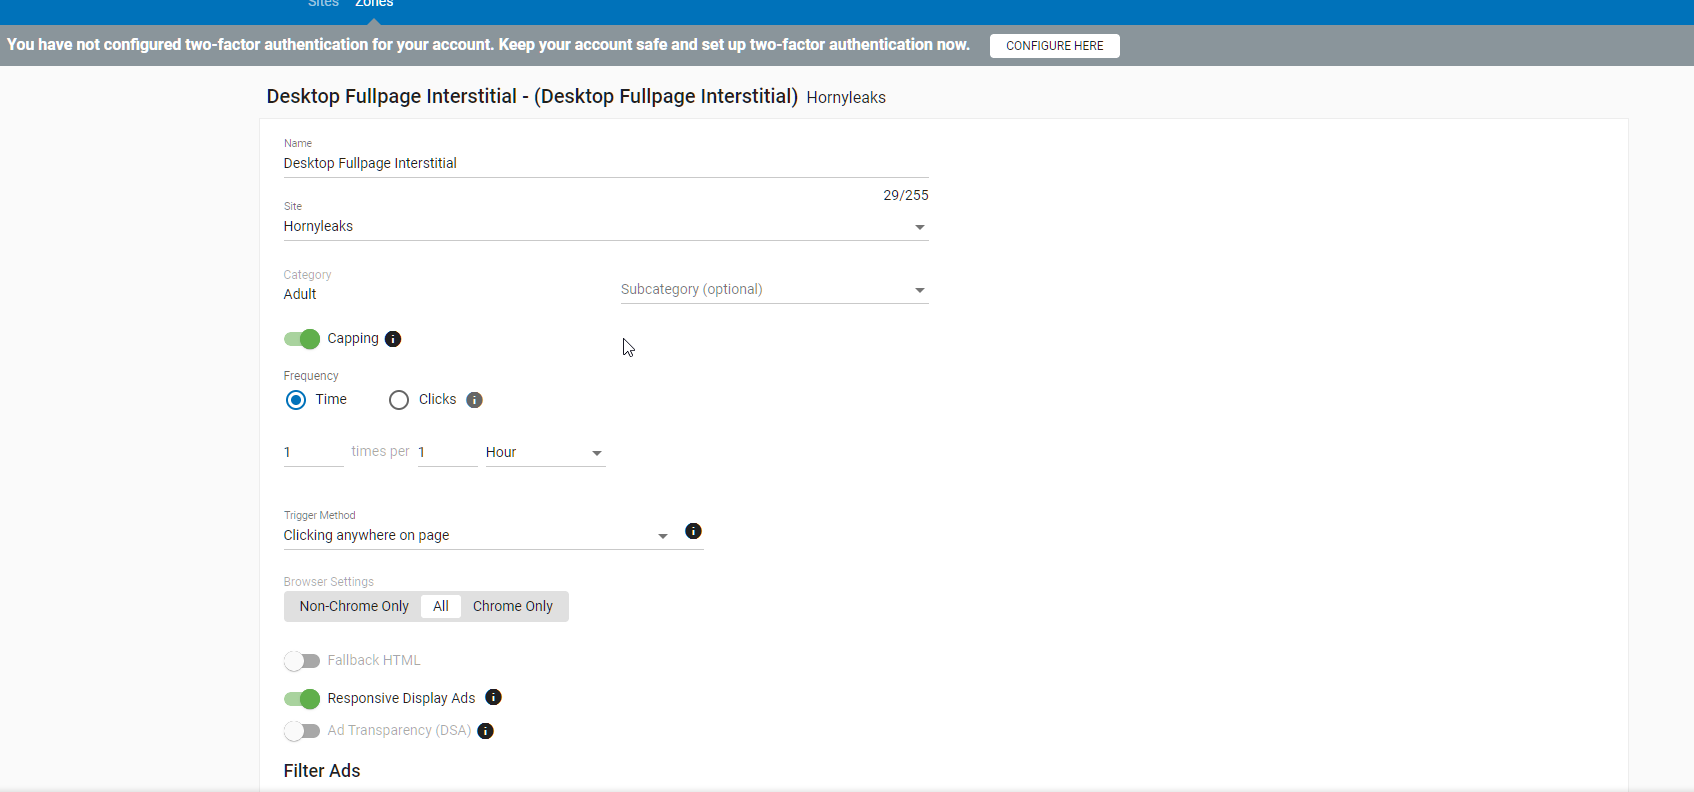 Sites Zones
You have not configured two-factor authentication for your account. Keep your account safe and set up two-factor authentication now. CONFIGURE HERE
Desktop Fullpage Interstitial - (Desktop Fullpage Interstitial) Hornyleaks
Name
Desktop Fullpage Interstitial
29/255
Site
Hornyleaks
Category
Adult
Subcategory (optional)
Capping
Frequency
Time Clicks
1 times per 1 Hour
Trigger Method
Clicking anywhere on page
Browser Settings
Non-Chrome Only All Chrome Only
Fallback HTML
Responsive Display Ads
Ad Transparency (DSA)
Filter Ads